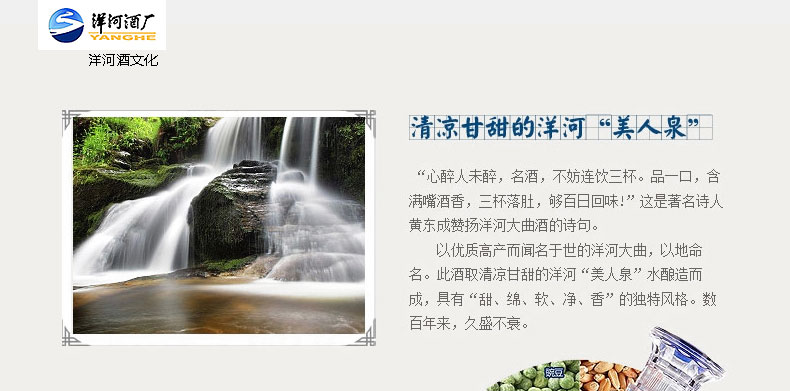 洋河酒厂
YANGHE
洋河酒文化
清凉甘甜的洋河“美人泉”
“心醉人未醉，名酒，不妨连饮三杯。品一口，含
满嘴酒香，三杯落肚，够百日回味！”这是著名诗人
黄东成赞扬洋河大曲酒的诗句。
以优质高产而闻名于世的洋河大曲，以地命
名。此酒取清凉甘甜的洋河“美人泉”水酿造而
成，具有“甜、绵、软、净、香”的独特风格。数
百年来，久盛不衰。
豌豆